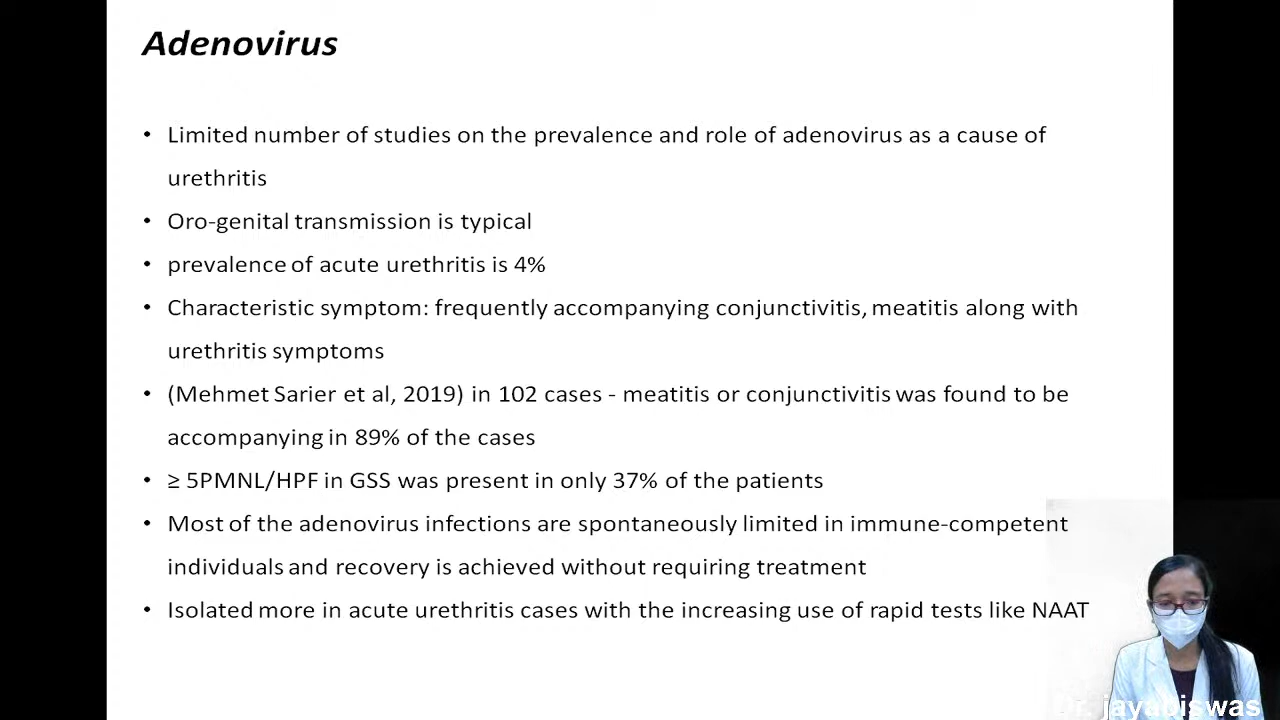 Adenovirus
• Limited number of studies on the prevalence and role of adenovirus as a cause of
urethritis
• Oro-genital transmission is typical
• prevalence of acute urethritis is 4%
• Characteristic symptom: frequently accompanying conjunctivitis, meatitis along with
urethritis symptoms
• (Mehmet Sarier et al, 2019) in 102 cases - meatitis or conjunctivitis was found to be
accompanying in 89% of the cases
• ≥ 5PMNL/HPF in GSS was present in only 37% of the patients
• Most of the adenovirus infections are spontaneously limited in immune-competent
individuals and recovery is achieved without requiring treatment
• Isolated more in acute urethritis cases with the increasing use of rapid tests like NAAT
Dr. jayabiswas